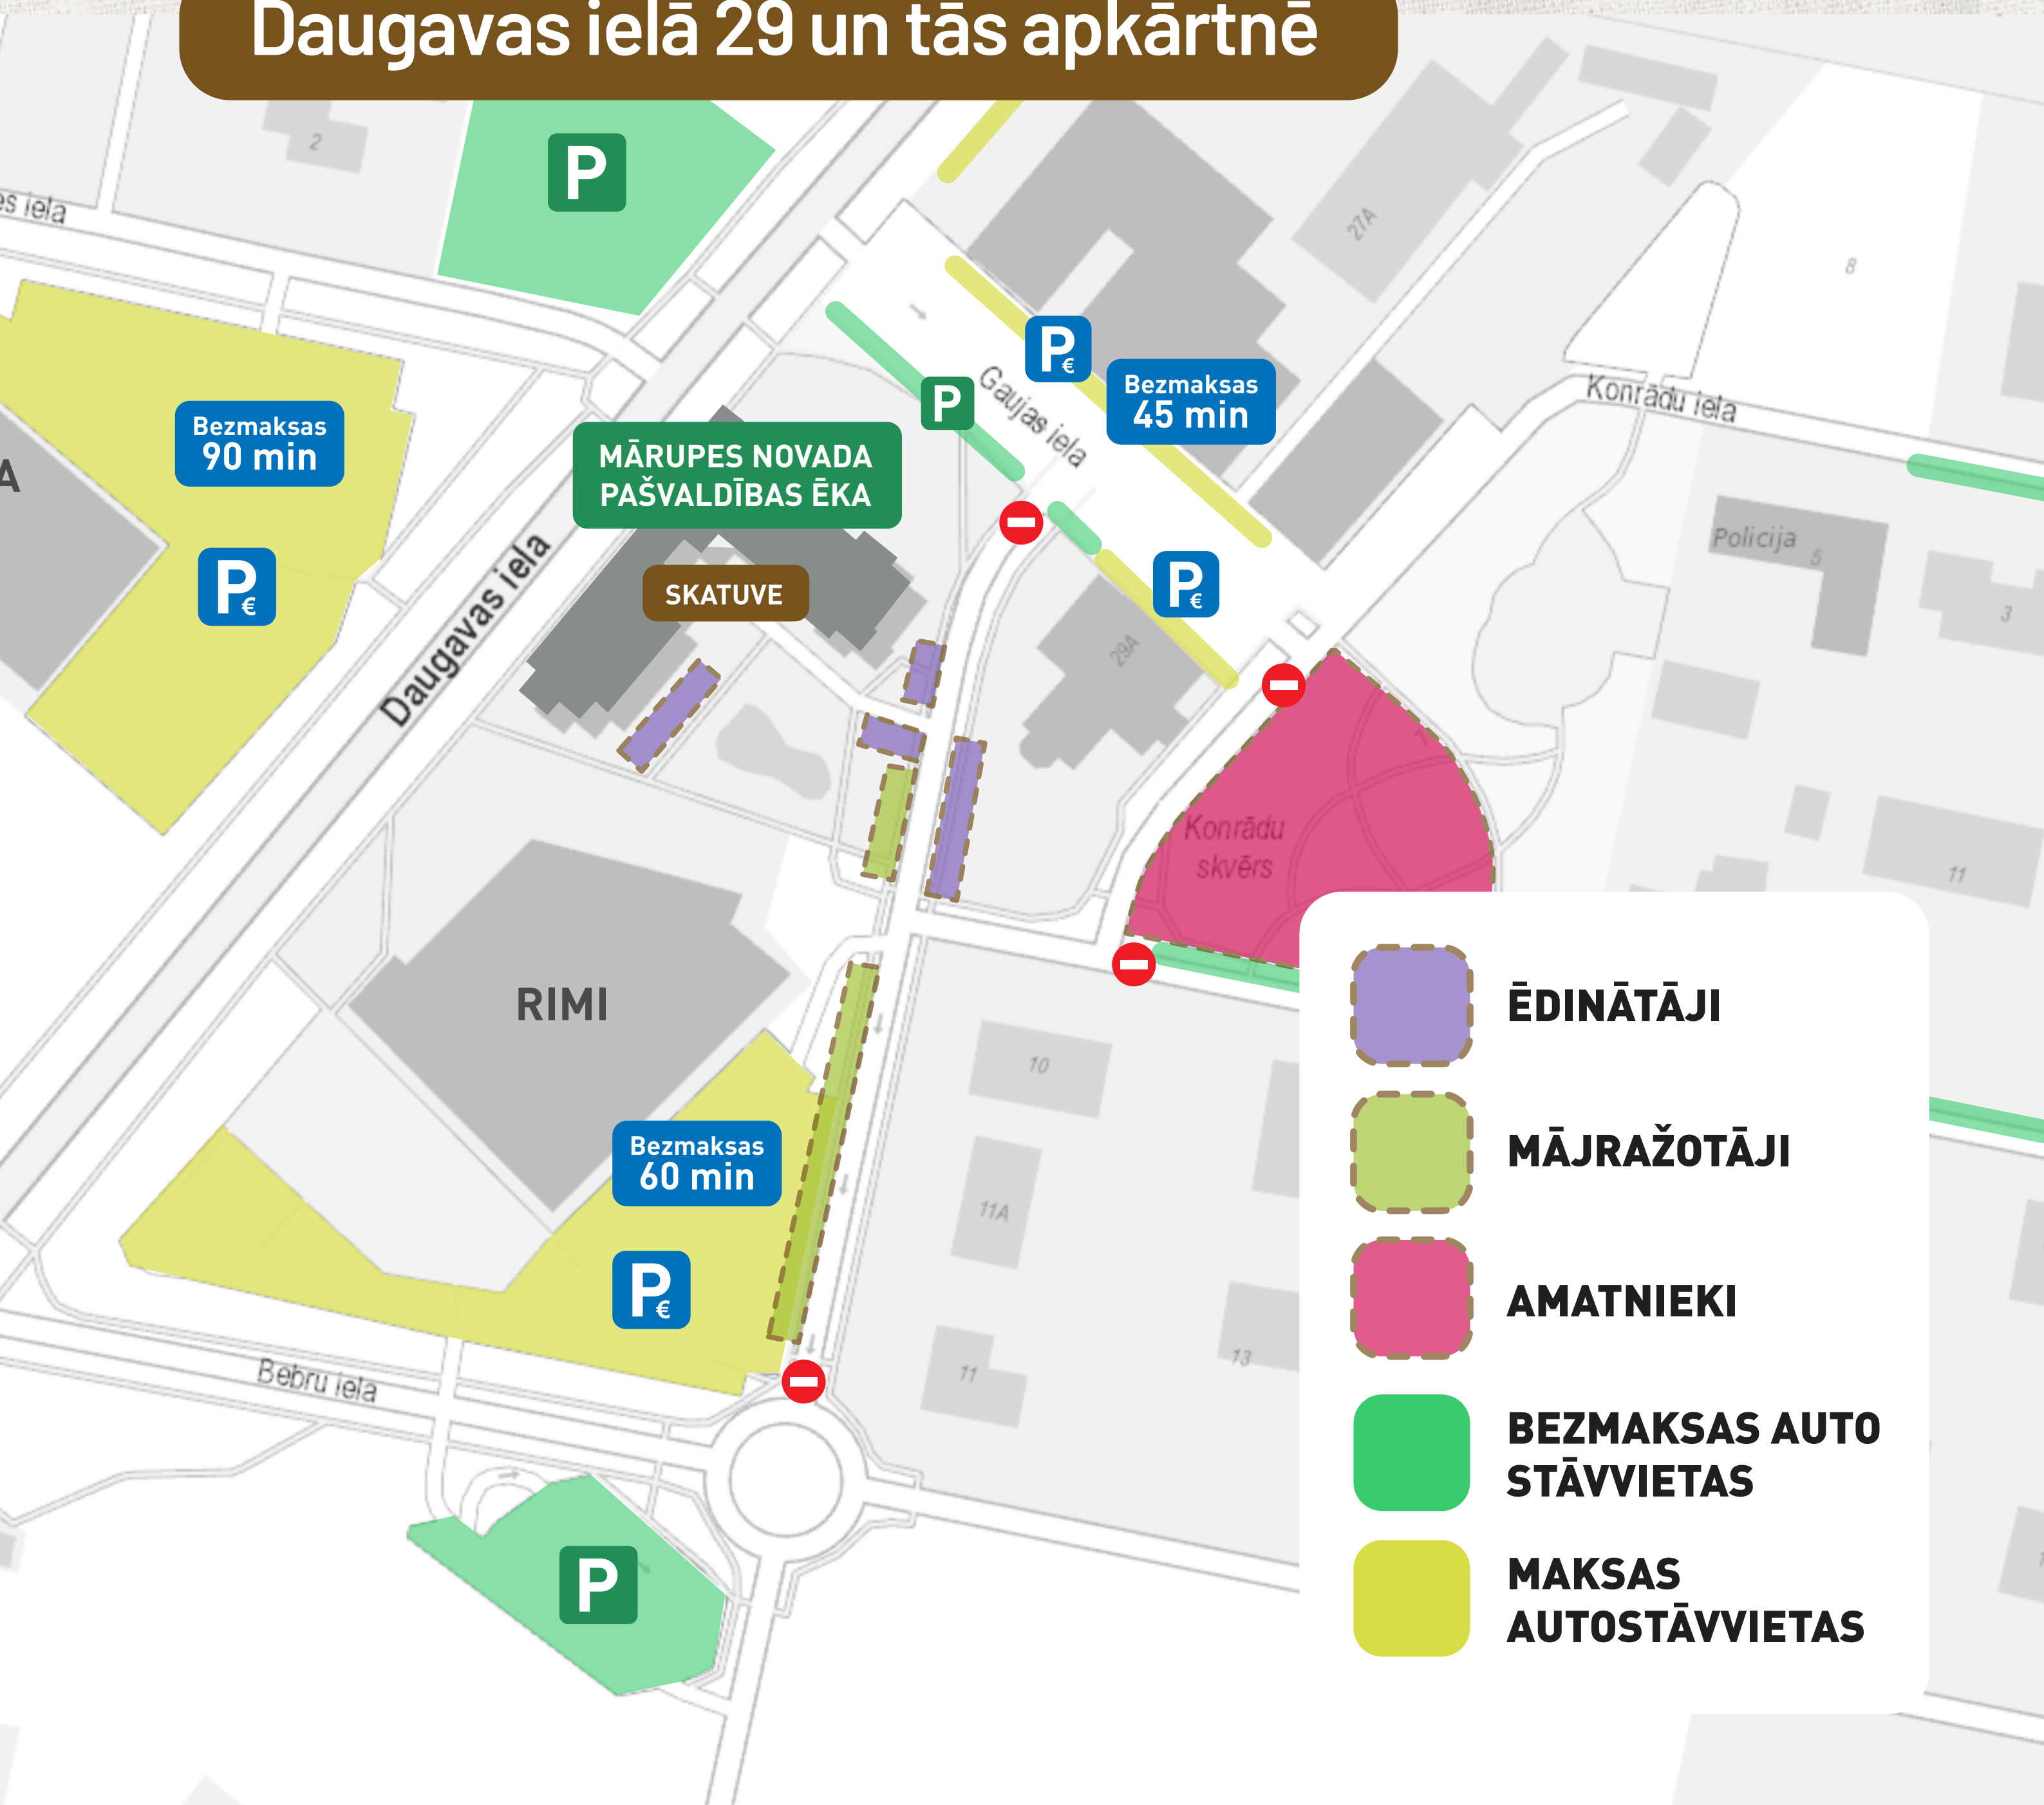 Daugavas ielā 29 un tās apkārtnē
2
P
es iela
27A
8
P€
Bezmaksas
45 min
Gaujas iela
P
Konrādu iela
Bezmaksas
90 min
A
MĀRUPES NOVADA
PAŠVALDĪBAS ĒKA
P€
Daugavas iela
SKATUVE
P€
Policija
5
3
29A
7
Konrādu
skvērs
11
RIMI
10
11A
Bezmaksas
60 min
P€
Bebru iela
11
13
P
ĒDINĀTĀJI
MĀJRAŽOTĀJI
AMATNIEKI
BEZMAKSAS AUTO
STĀVVIETAS
MAKSAS
AUTOSTĀVVIETAS